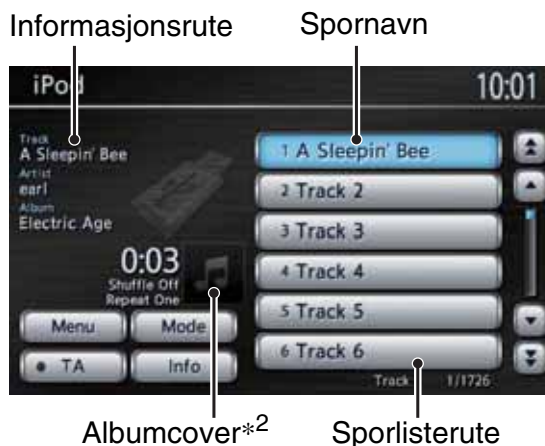 Informasjonsrute
Spornavn
iPod
10:01
Track
A Sleepin' Bee
Artist
earl
Album
Electric Age
0:03
Shuffle Off
Repeat One
Menu
Mode
TA
Info
1 A Sleepin' Bee
2 Track 2
3 Track 3
4 Track 4
5 Track 5
6 Track 6
Track 1/1726
Albumcover*2
Sporlisterute